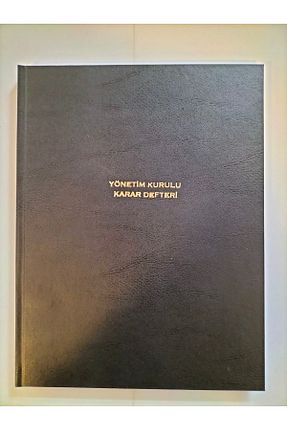 YÖNETİM KURULU
KARAR DEFTERİ